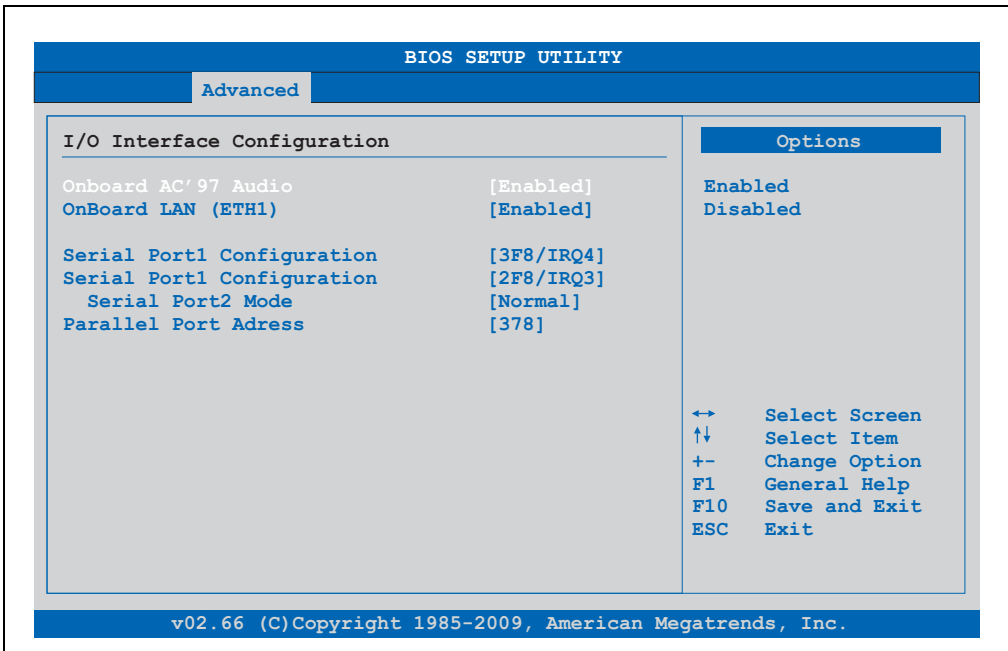 BIOS SETUP UTILITY
Advanced
I/O Interface Configuration
Onboard AC’97 Audio [Enabled]
OnBoard LAN (ETH1) [Enabled]
Serial Port1 Configuration [3F8/IRQ4]
Serial Port1 Configuration [2F8/IRQ3]
Serial Port2 Mode [Normal]
Parallel Port Adress [378]
Options
Enabled
Disabled
←→ Select Screen
↑↓ Select Item
+- Change Option
F1 General Help
F10 Save and Exit
ESC Exit
v02.66 (C)Copyright 1985-2009, American Megatrends, Inc.